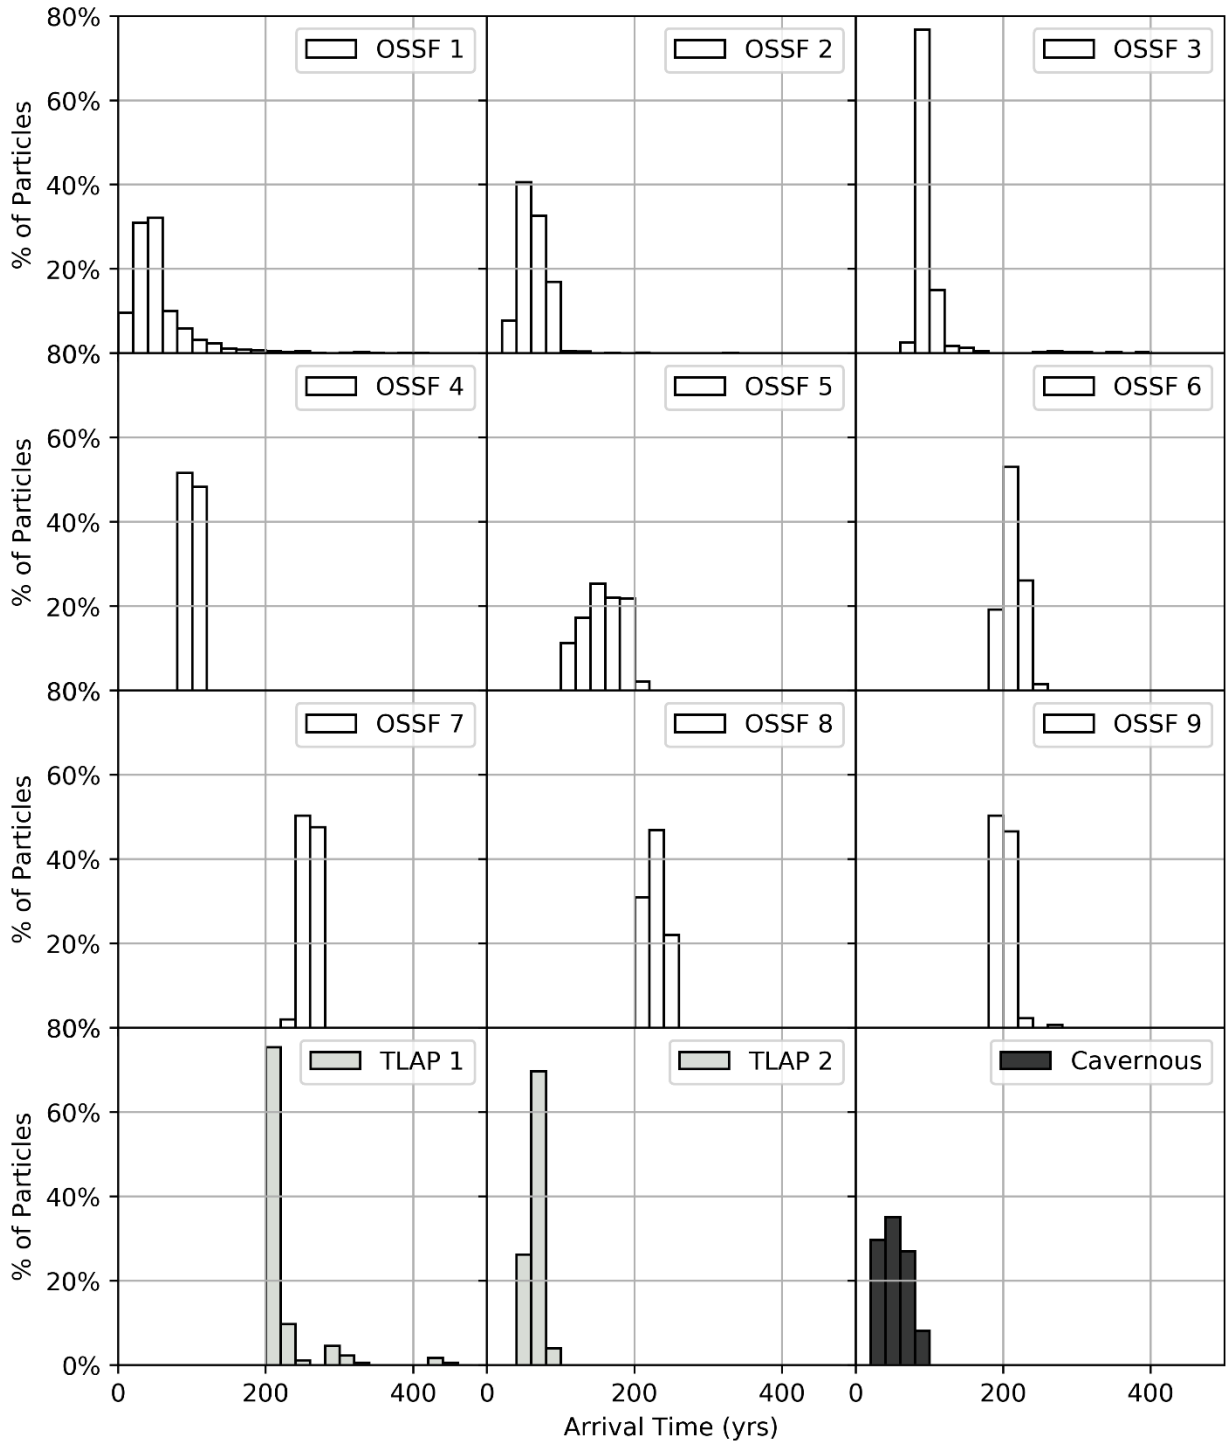 80%
OSSF 1
OSSF 2
OSSF 3
60%
40%
20%
% of Particles
80%
OSSF 4
OSSF 5
OSSF 6
60%
40%
20%
% of Particles
80%
OSSF 7
OSSF 8
OSSF 9
60%
40%
20%
% of Particles
80%
TLAP 1
TLAP 2
Cavernous
60%
40%
20%
0%
% of Particles
0 200 400 0 200 400 0 200 400
Arrival Time (yrs)